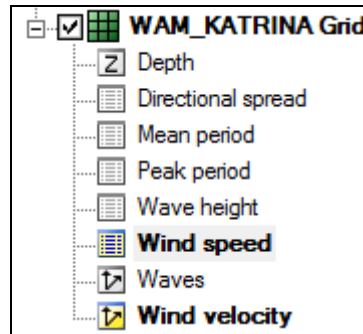 WAM_KATRINA Grid
Z Depth
Directional spread
Mean period
Peak period
Wave height
Wind speed
Waves
Wind velocity